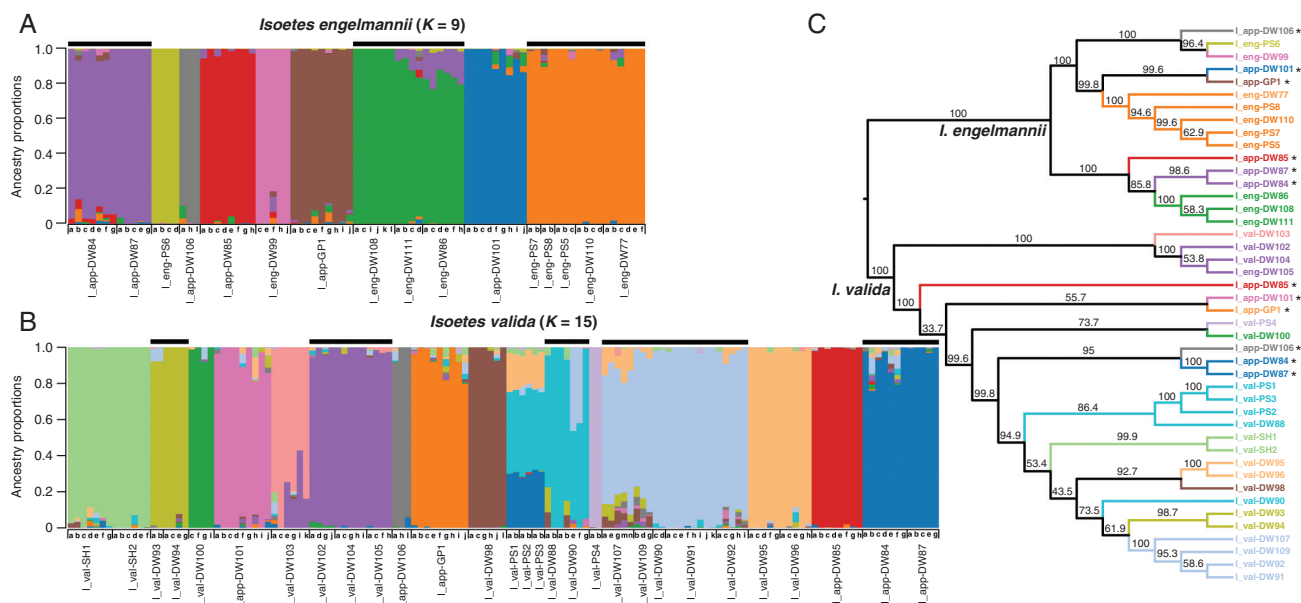 A
Isoetes engelmannii (K = 9)
Ancestry proportions
1.0
0.8
0.6
0.4
0.2
0
I_app-DW84
I_app-DW87
I_eng-PS6
I_app-DW106
I_app-DW85
I_eng-DW99
I_app-GP1
I_eng-DW108
I_eng-DW111
I_eng-DW86
I_app-DW101
I_eng-PS7
I_eng-PS8
I_eng-PS5
I_eng-DW110
I_eng-DW77
B
Isoetes valida (K = 15)
Ancestry proportions
1.0
0.8
0.6
0.4
0.2
0
I_val-SH1
I_val-SH2
I_val-DW93
I_val-DW94
_val-DW100
_app-DW101
_val-DW103
_val-DW102
_val-DW104
_val-DW105
_app-DW106
I_app-GP1
I_val-DW98
I_val-PS1
I_val-PS2
I_val-PS3
I_val-DW88
I_val-DW90
I_val-PS4
_val-DW107
_val-DW109
I_val-DW90
I_val-DW91
I_val-DW92
I_val-DW95
I_val-DW96
I_app-DW85
I_app-DW84
I_app-DW87
C
I. engelmannii
I. valida
I_app-DW106 *
I_eng-PS6
I_eng-DW99
I_app-DW101 *
I_app-GP1 *
I_eng-DW77
I_eng-PS8
I_eng-DW110
I_eng-PS7
I_eng-PS5
I_app-DW85 *
I_app-DW87 *
I_app-DW84 *
I_eng-DW86
I_eng-DW108
I_eng-DW111
I_val-DW103
I_val-DW102
I_val-DW104
I_eng-DW105
I_app-DW85 *
I_app-DW101 *
I_app-GP1 *
I_val-PS4
I_val-DW100
I_app-DW106 *
I_app-DW84 *
I_app-DW87 *
I_val-PS1
I_val-PS3
I_val-PS2
I_val-DW88
I_val-SH1
I_val-SH2
I_val-DW95
I_val-DW96
I_val-DW98
I_val-DW90
I_val-DW93
I_val-DW94
I_val-DW107
I_val-DW109
I_val-DW92
I_val-DW91
100
96.4
100
99.6
99.8
100
94.6
99.6
62.9
100
100
98.6
85.8
100
58.3
100
100
53.8
100
100
55.7
33.7
73.7
99.6
95
100
99.8
100
100
86.4
94.9
99.9
53.4
100
92.7
43.5
73.5
98.7
61.9
100
95.3
58.6